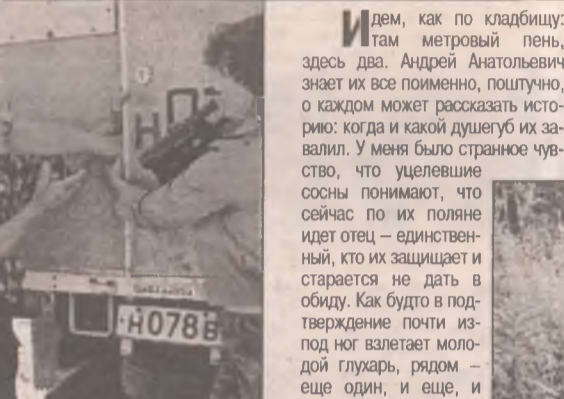 НО
Н078В
Идем, как по кладбищу:
там метровый пень,
здесь два. Андрей Анатольевич
знает их все поименно, поштучно,
о каждом может рассказать исто-
рию: когда и какой душегуб их за-
валил. У меня было странное чув-
ство, что уцелевшие
сосны понимают, что
сейчас по их поляне
идет отец – единствен-
ный, кто их защищает и
старается не дать в
обиду. Как будто в под-
тверждение почти из-
под ног взлетает моло-
дой глухарь, рядом –
еще один, и еще, и